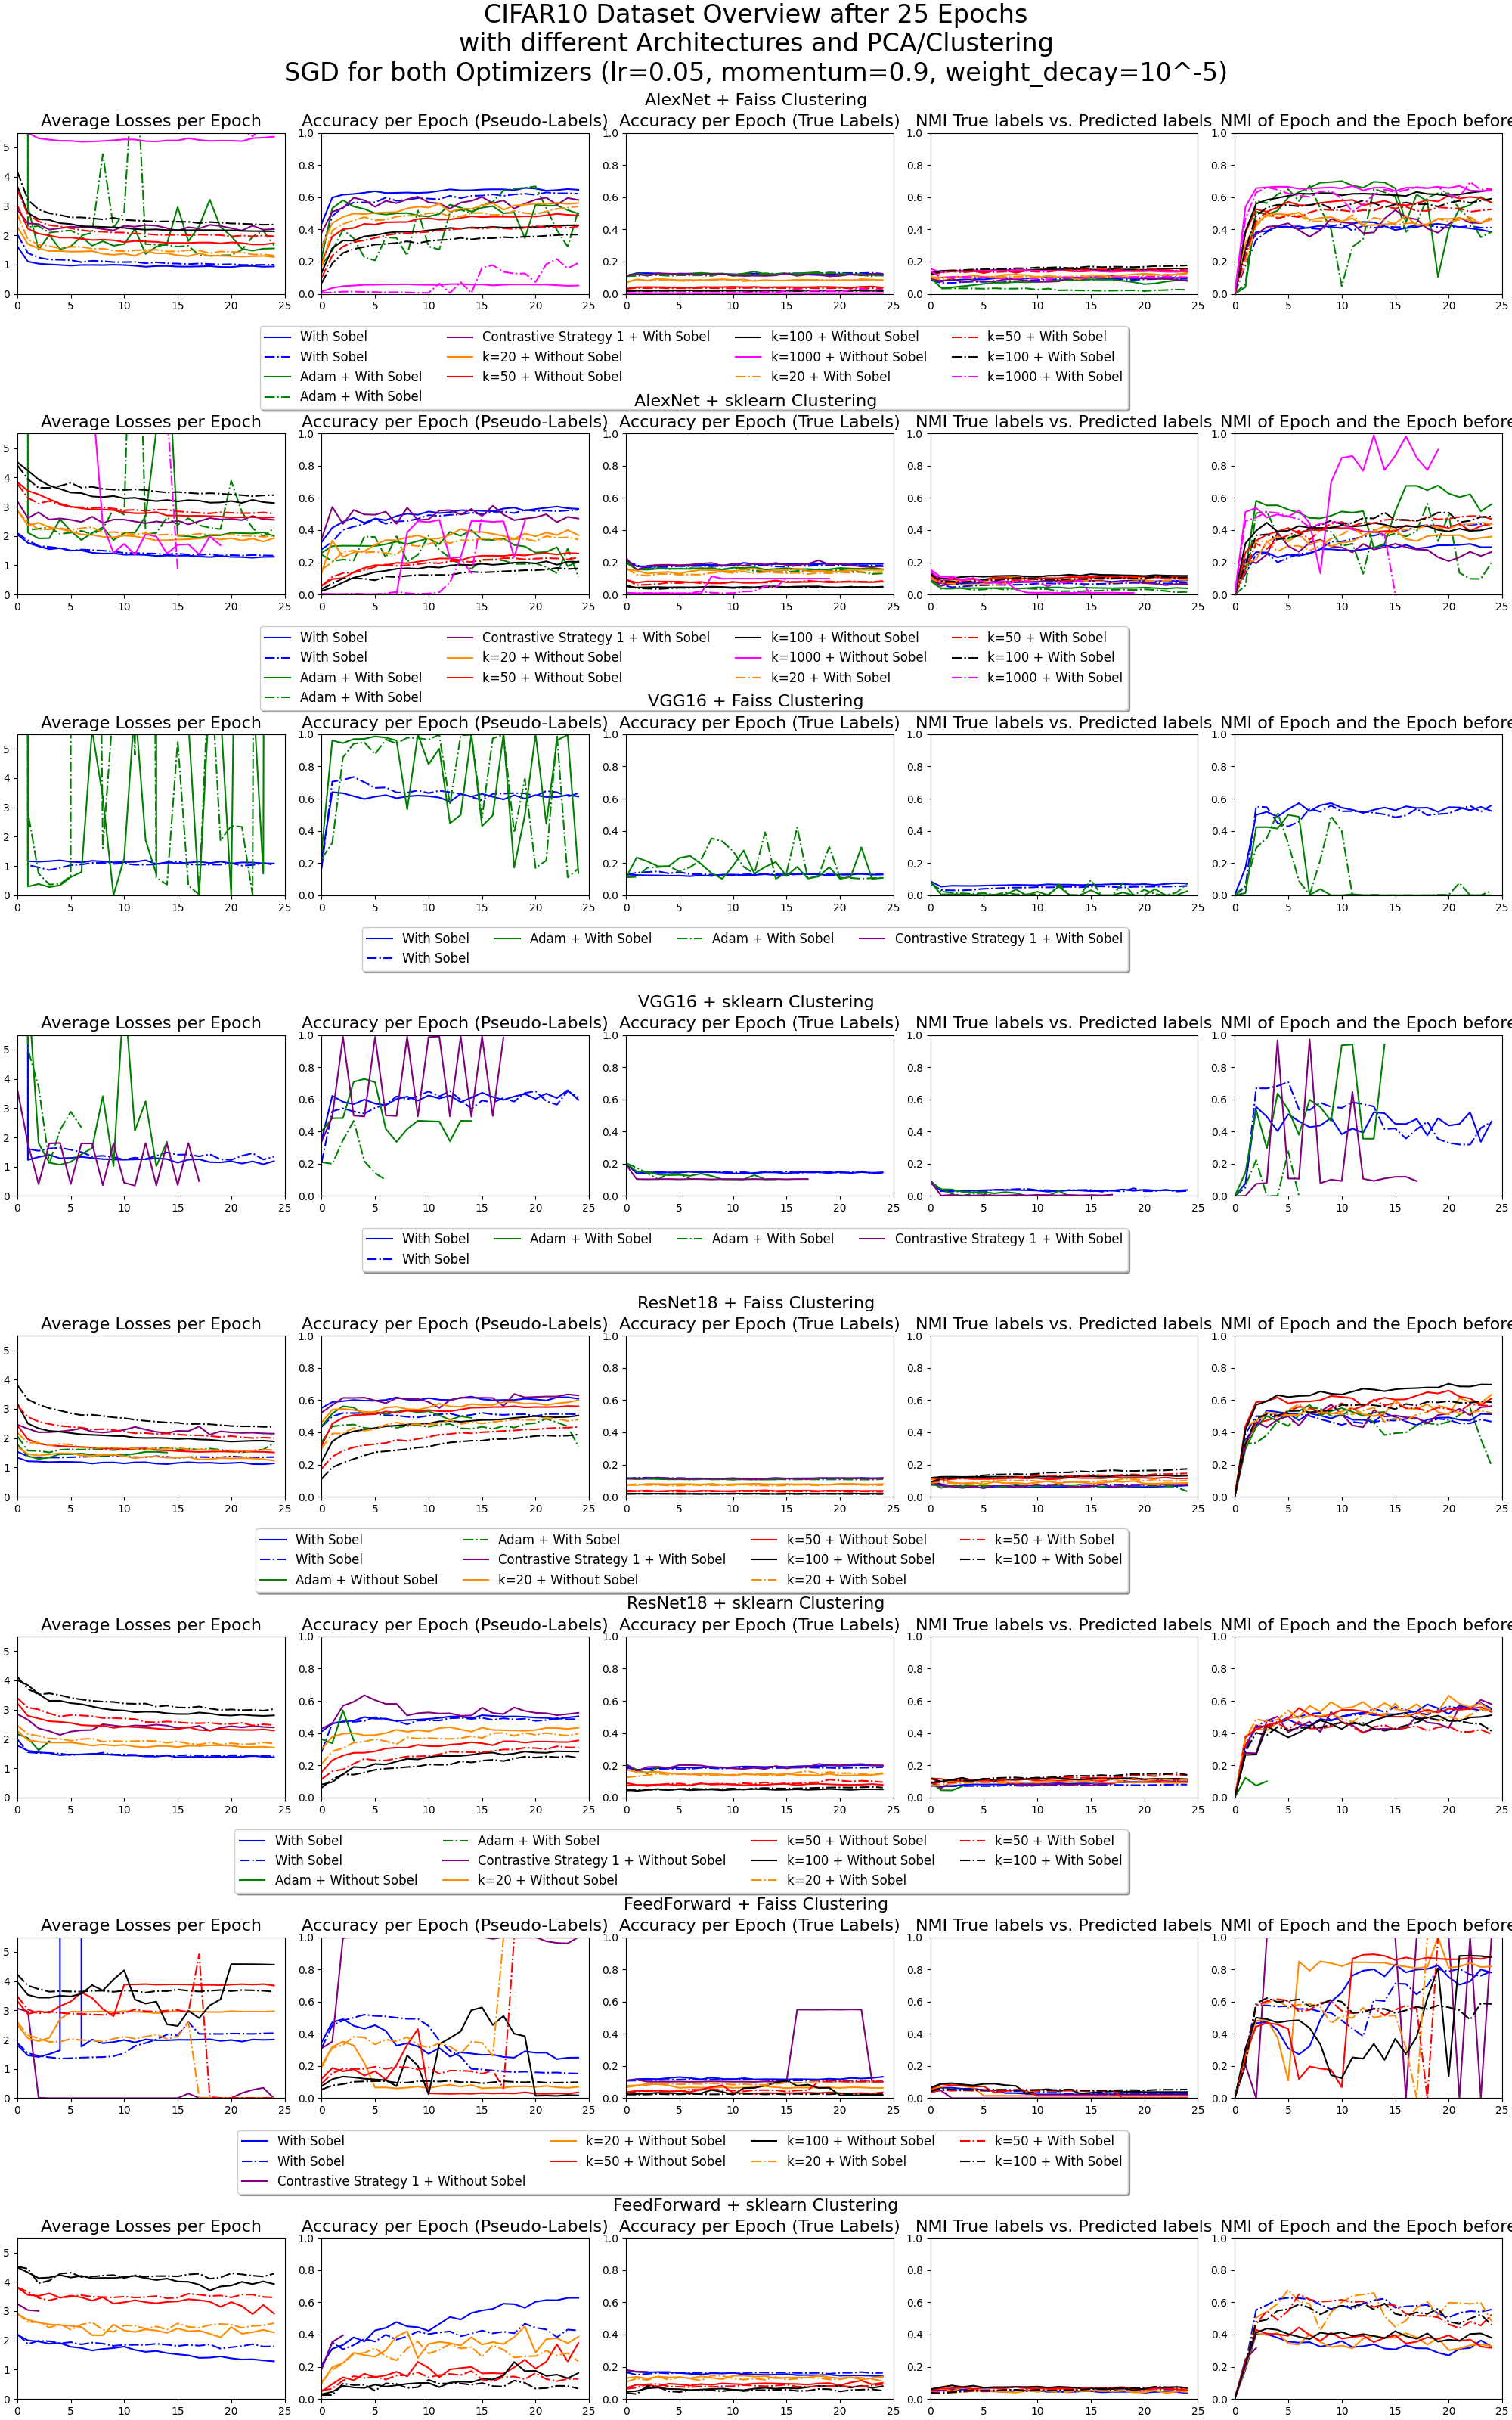 CIFAR10 Dataset Overview after 25 Epochs
with different Architectures and PCA/Clustering
SGD for both Optimizers (lr=0.05, momentum=0.9, weight_decay=10^-5)
AlexNet + Faiss Clustering
Average Losses per Epoch
Accuracy per Epoch (Pseudo-Labels)
Accuracy per Epoch (True Labels)
NMI True labels vs. Predicted labels
NMI of Epoch and the Epoch before
With Sobel
With Sobel
Adam + With Sobel
Adam + With Sobel
Contrastive Strategy 1 + With Sobel
k=20 + Without Sobel
k=50 + Without Sobel
k=100 + Without Sobel
k=1000 + Without Sobel
k=20 + With Sobel
k=50 + With Sobel
k=100 + With Sobel
k=1000 + With Sobel
AlexNet + sklearn Clustering
Average Losses per Epoch
Accuracy per Epoch (Pseudo-Labels)
Accuracy per Epoch (True Labels)
NMI True labels vs. Predicted labels
NMI of Epoch and the Epoch before
With Sobel
With Sobel
Adam + With Sobel
Adam + With Sobel
Contrastive Strategy 1 + With Sobel
k=20 + Without Sobel
k=50 + Without Sobel
k=100 + Without Sobel
k=1000 + Without Sobel
k=20 + With Sobel
k=50 + With Sobel
k=100 + With Sobel
k=1000 + With Sobel
VGG16 + Faiss Clustering
Average Losses per Epoch
Accuracy per Epoch (Pseudo-Labels)
Accuracy per Epoch (True Labels)
NMI True labels vs. Predicted labels
NMI of Epoch and the Epoch before
With Sobel
With Sobel
Adam + With Sobel
Adam + With Sobel
Contrastive Strategy 1 + With Sobel
VGG16 + sklearn Clustering
Average Losses per Epoch
Accuracy per Epoch (Pseudo-Labels)
Accuracy per Epoch (True Labels)
NMI True labels vs. Predicted labels
NMI of Epoch and the Epoch before
With Sobel
With Sobel
Adam + With Sobel
Adam + With Sobel
Contrastive Strategy 1 + With Sobel
ResNet18 + Faiss Clustering
Average Losses per Epoch
Accuracy per Epoch (Pseudo-Labels)
Accuracy per Epoch (True Labels)
NMI True labels vs. Predicted labels
NMI of Epoch and the Epoch before
With Sobel
With Sobel
Adam + Without Sobel
Adam + With Sobel
Contrastive Strategy 1 + With Sobel
k=20 + Without Sobel
k=50 + Without Sobel
k=100 + Without Sobel
k=20 + With Sobel
k=50 + With Sobel
k=100 + With Sobel
ResNet18 + sklearn Clustering
Average Losses per Epoch
Accuracy per Epoch (Pseudo-Labels)
Accuracy per Epoch (True Labels)
NMI True labels vs. Predicted labels
NMI of Epoch and the Epoch before
With Sobel
With Sobel
Adam + Without Sobel
Adam + With Sobel
Contrastive Strategy 1 + Without Sobel
k=20 + Without Sobel
k=50 + Without Sobel
k=100 + Without Sobel
k=20 + With Sobel
k=50 + With Sobel
k=100 + With Sobel
FeedForward + Faiss Clustering
Average Losses per Epoch
Accuracy per Epoch (Pseudo-Labels)
Accuracy per Epoch (True Labels)
NMI True labels vs. Predicted labels
NMI of Epoch and the Epoch before
With Sobel
With Sobel
Contrastive Strategy 1 + Without Sobel
k=20 + Without Sobel
k=50 + Without Sobel
k=100 + Without Sobel
k=20 + With Sobel
k=50 + With Sobel
k=100 + With Sobel
FeedForward + sklearn Clustering
Average Losses per Epoch
Accuracy per Epoch (Pseudo-Labels)
Accuracy per Epoch (True Labels)
NMI True labels vs. Predicted labels
NMI of Epoch and the Epoch before